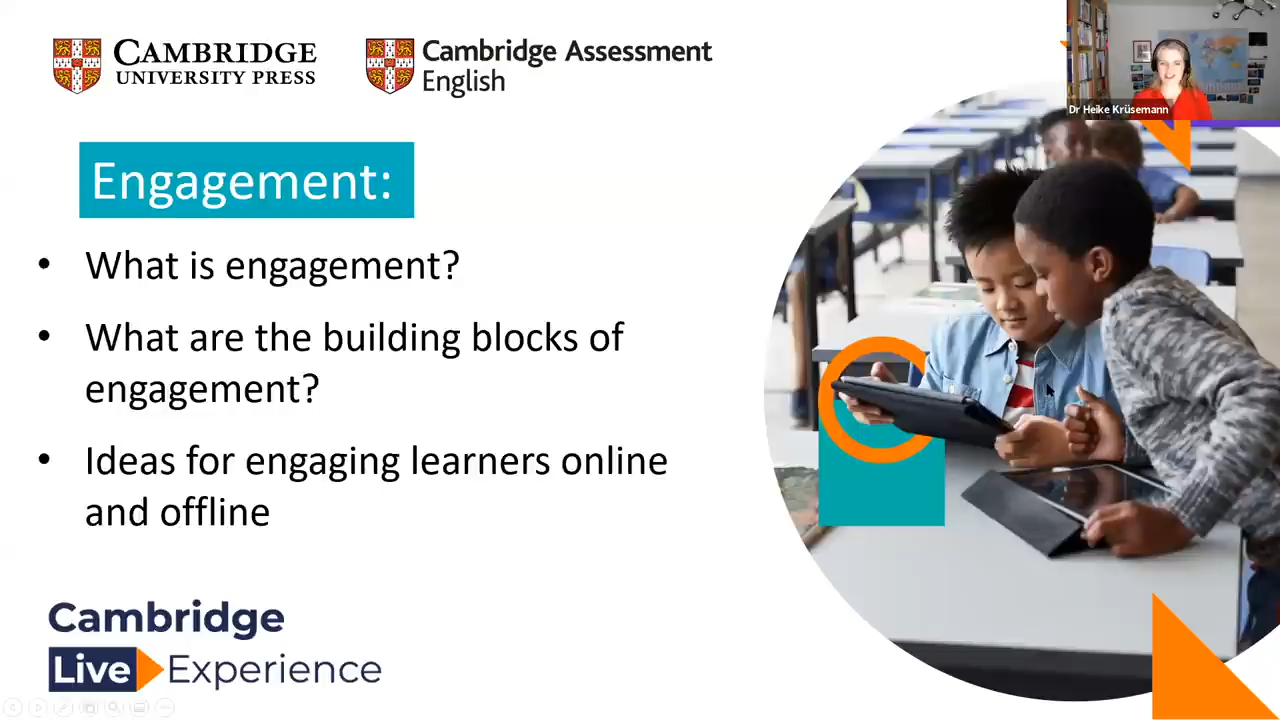 CAMBRIDGE
UNIVERSITY PRESS
Cambridge Assessment
English
Dr Heike Krüsemann
Engagement:
• What is engagement?
• What are the building blocks of
engagement?
• Ideas for engaging learners online
and offline
Cambridge
Live Experience